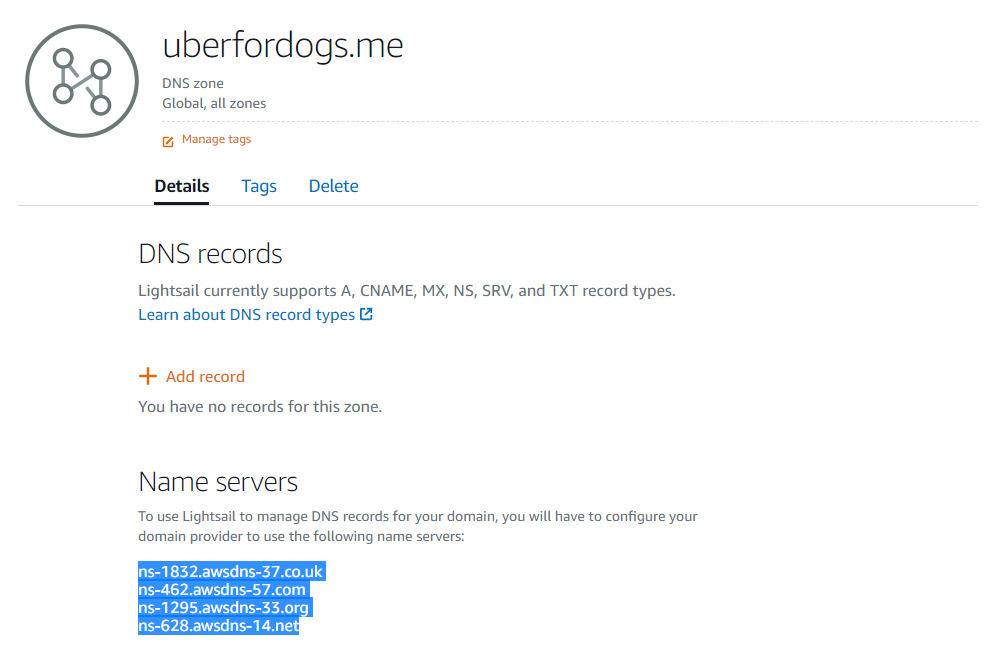 uberfordogs.me
DNS zone
Global, all zones
Manage tags
Details Tags Delete
DNS records
Lightsail currently supports A, CNAME, MX, NS, SRV, and TXT record types.
Learn about DNS record types
Add record
You have no records for this zone.
Name servers
To use Lightsail to manage DNS records for your domain, you will have to configure your
domain provider to use the following name servers:
ns-1832.awsdns-37.co.uk
ns-462.awsdns-57.com
ns-1295.awsdns-33.org
ns-628.awsdns-14.net